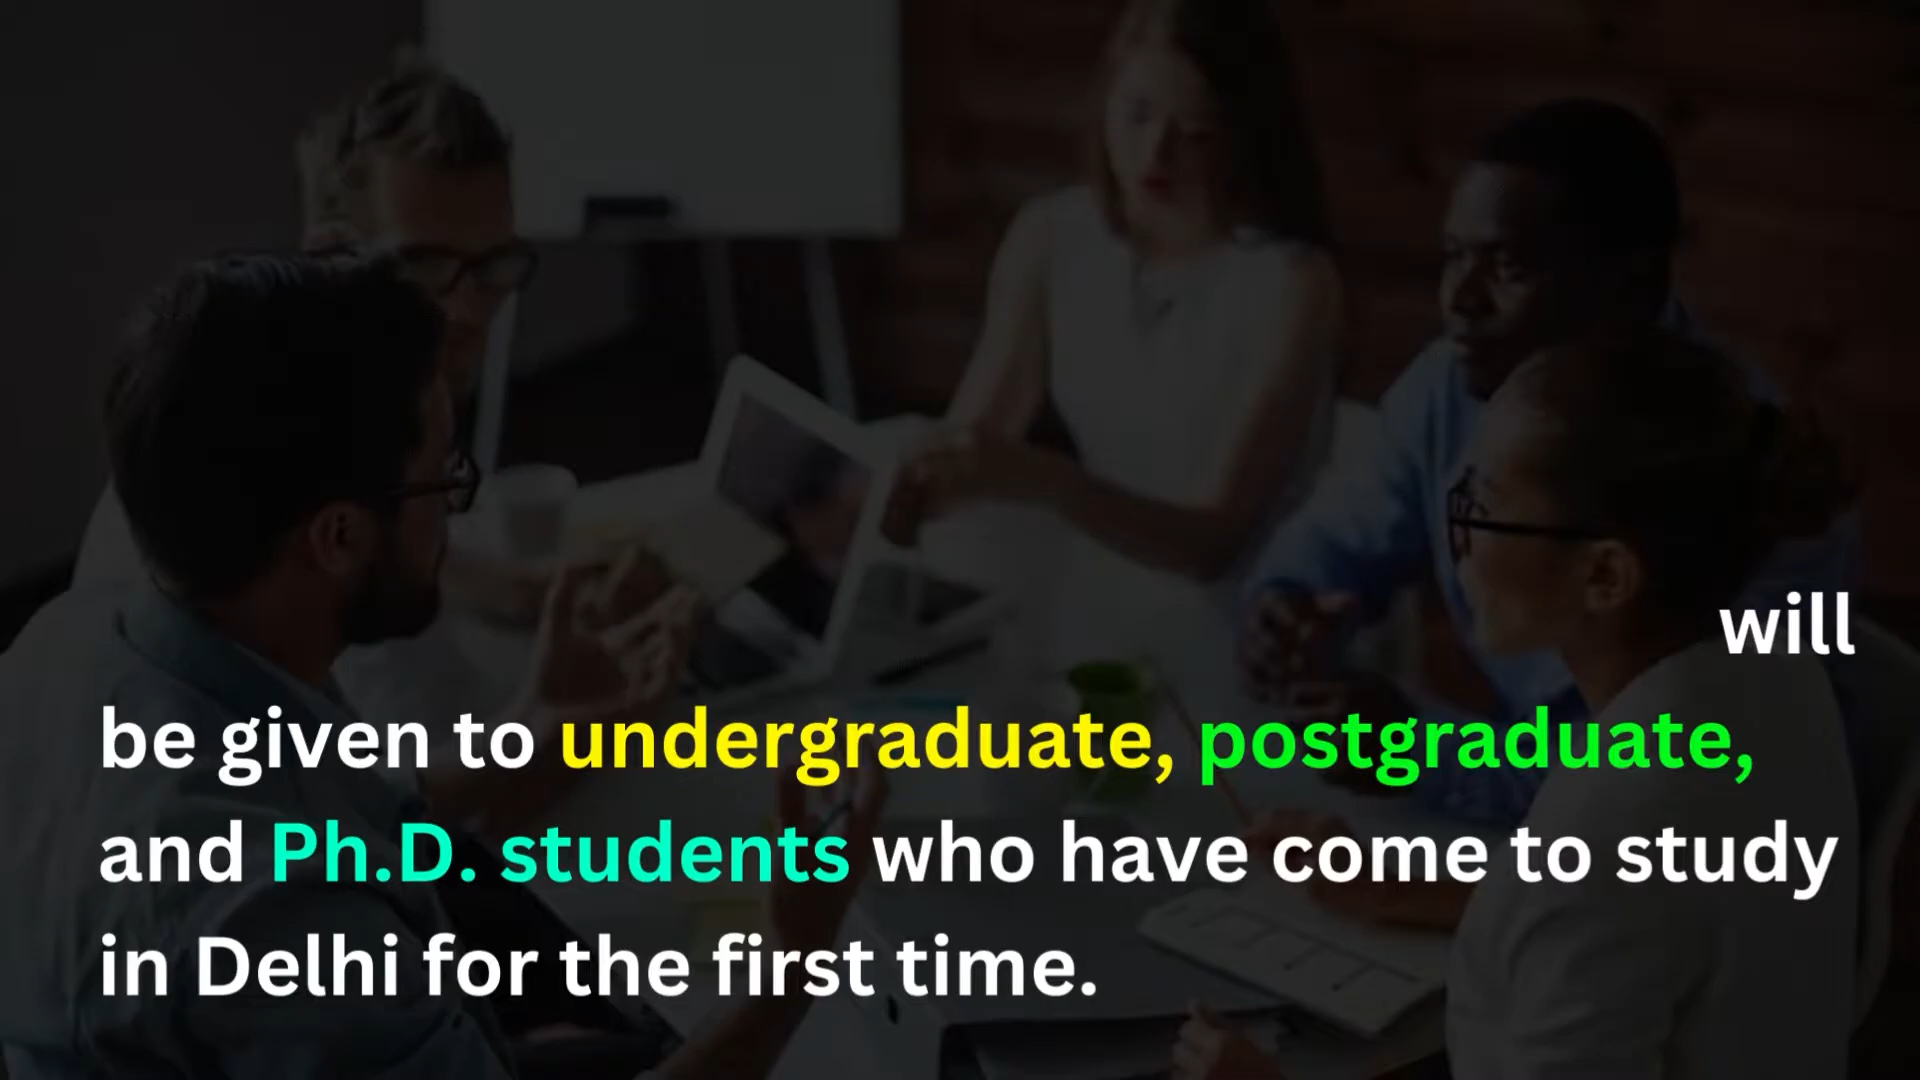 will
be given to undergraduate, postgraduate,
and Ph.D. students who have come to study
in Delhi for the first time.